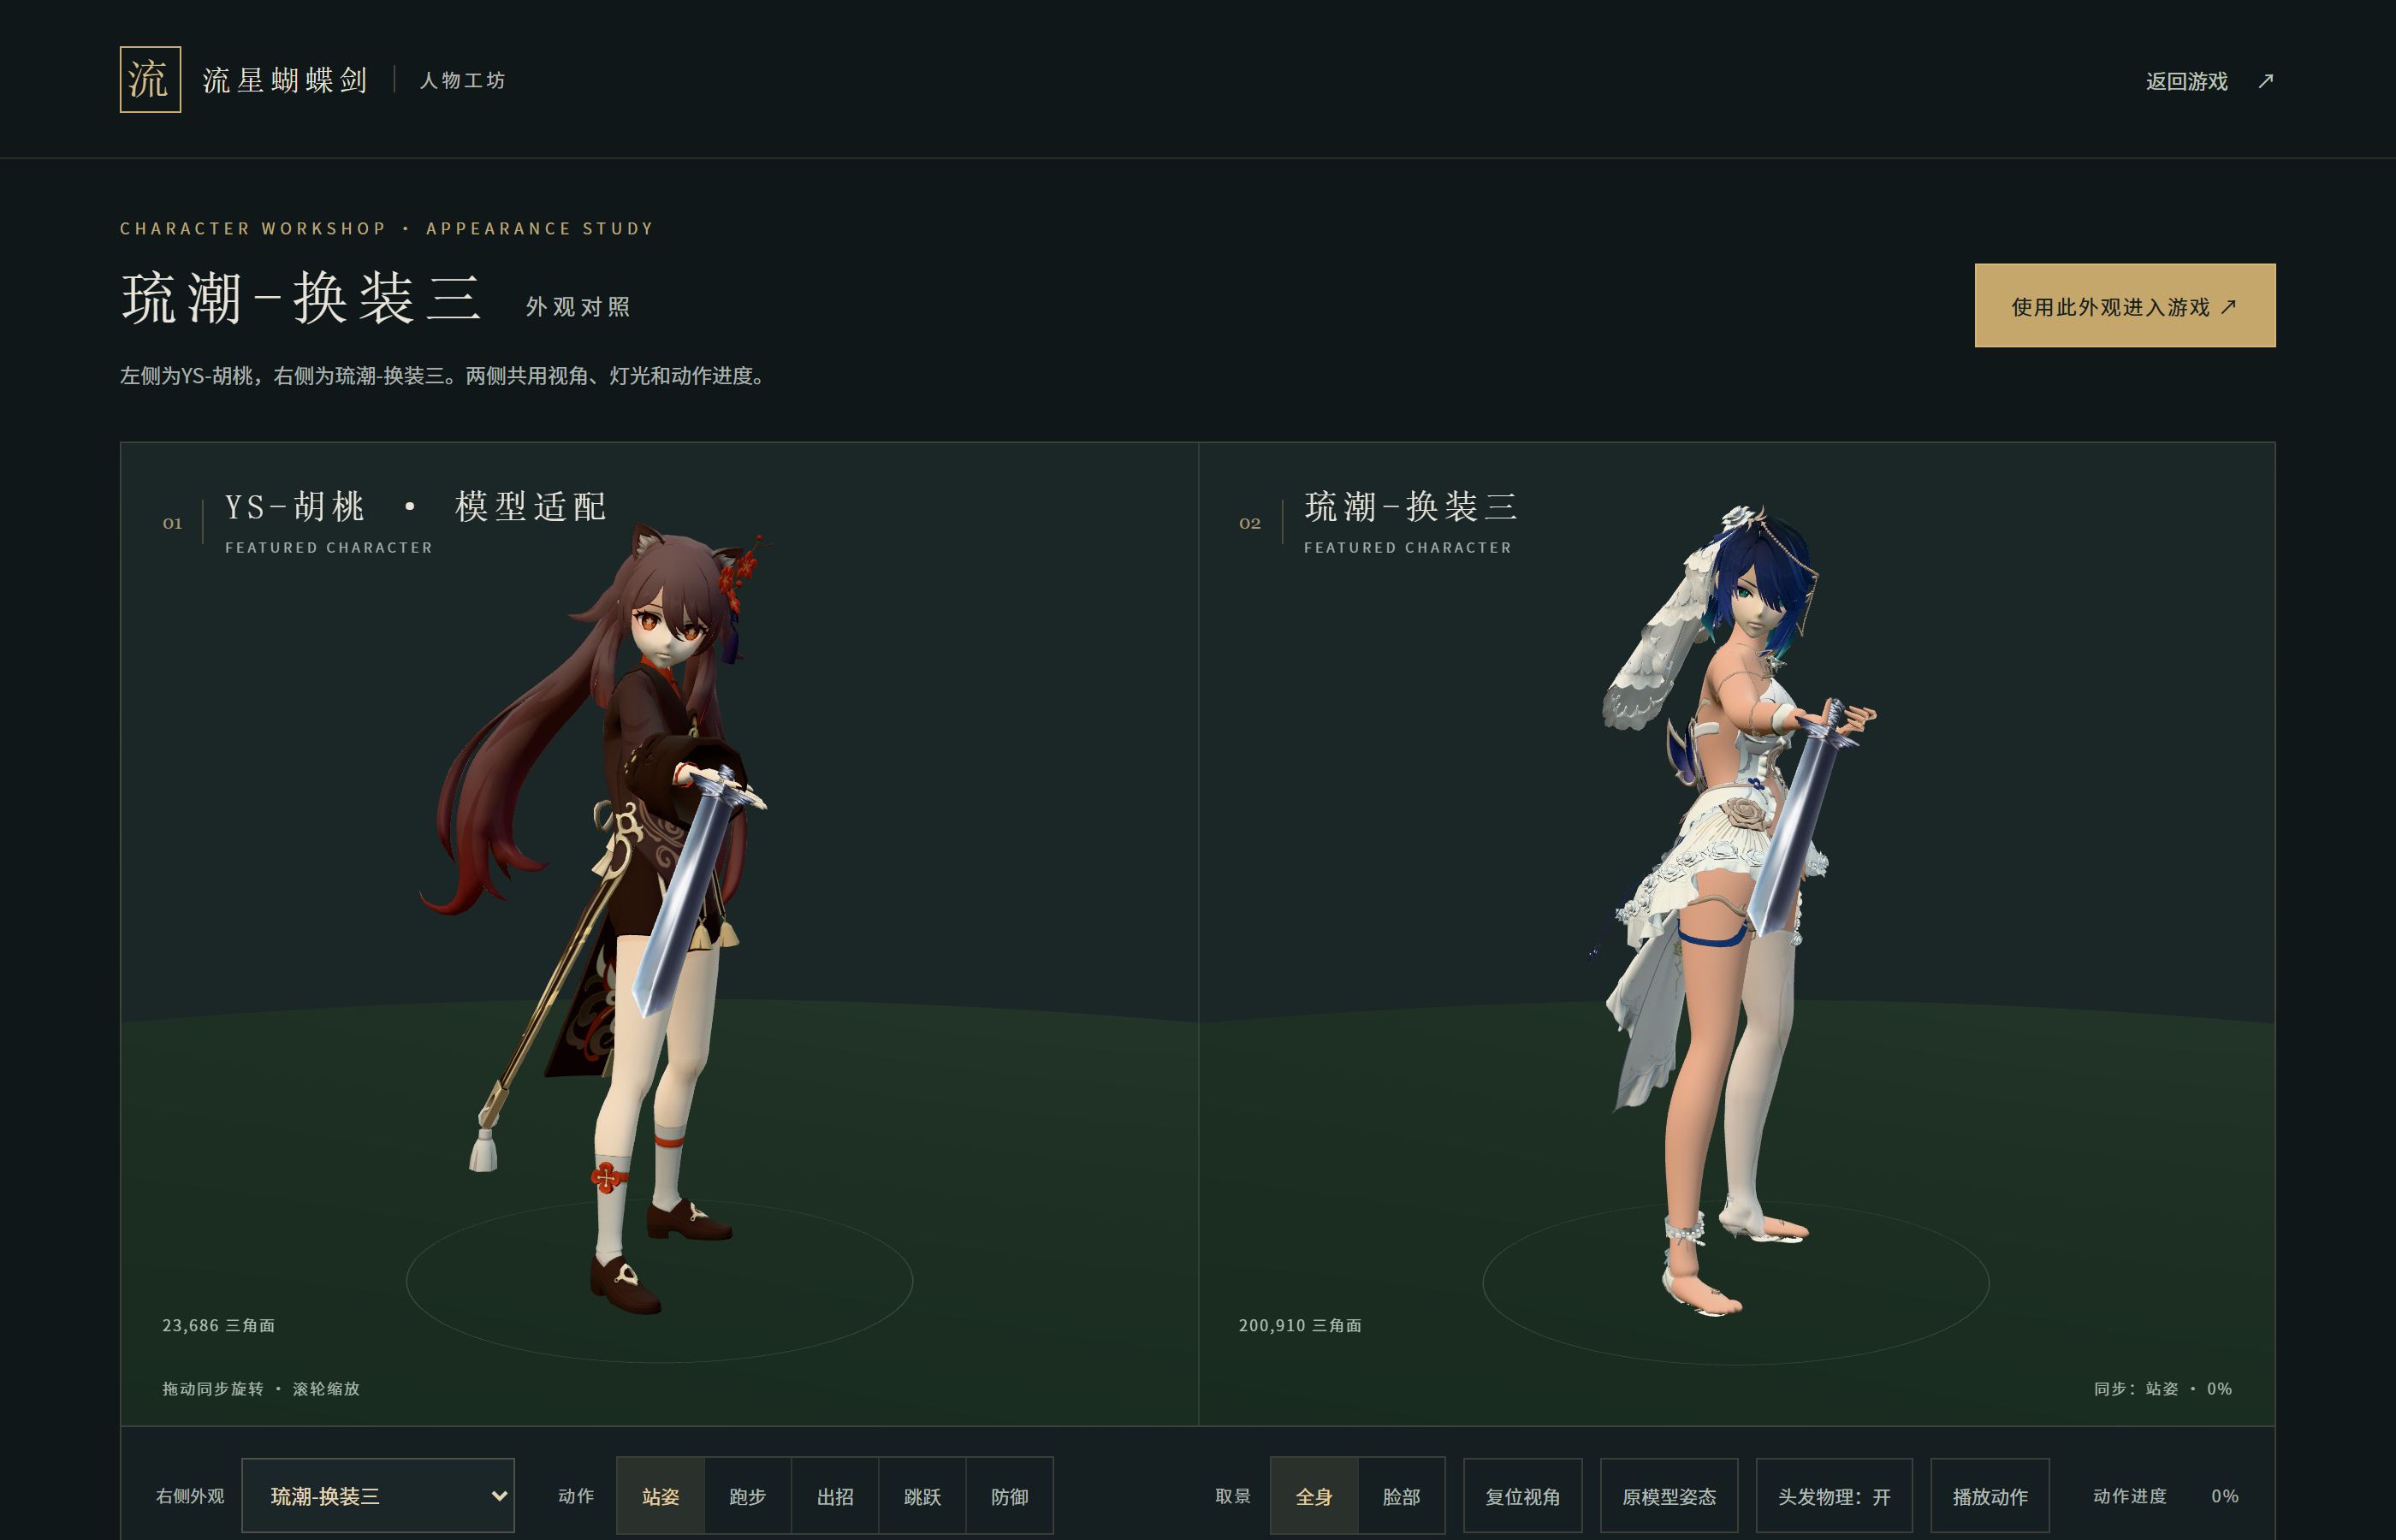 流 流星蝴蝶剑 人物工坊 返回游戏 ↗
CHARACTER WORKSHOP · APPEARANCE STUDY
琉潮-换装三 外观对照
使用此外观进入游戏 ↗
左侧为YS-胡桃，右侧为琉潮-换装三。两侧共用视角、灯光和动作进度。
01 YS-胡桃 · 模型适配
FEATURED CHARACTER
02 琉潮-换装三
FEATURED CHARACTER
23,686 三角面
200,910 三角面
拖动同步旋转 · 滚轮缩放
同步：站姿 · 0%
右侧外观 琉潮-换装三 动作 站姿 跑步 出招 跳跃 防御 取景 全身 脸部 复位视角 原模型姿态 头发物理：开 播放动作 动作进度 0%